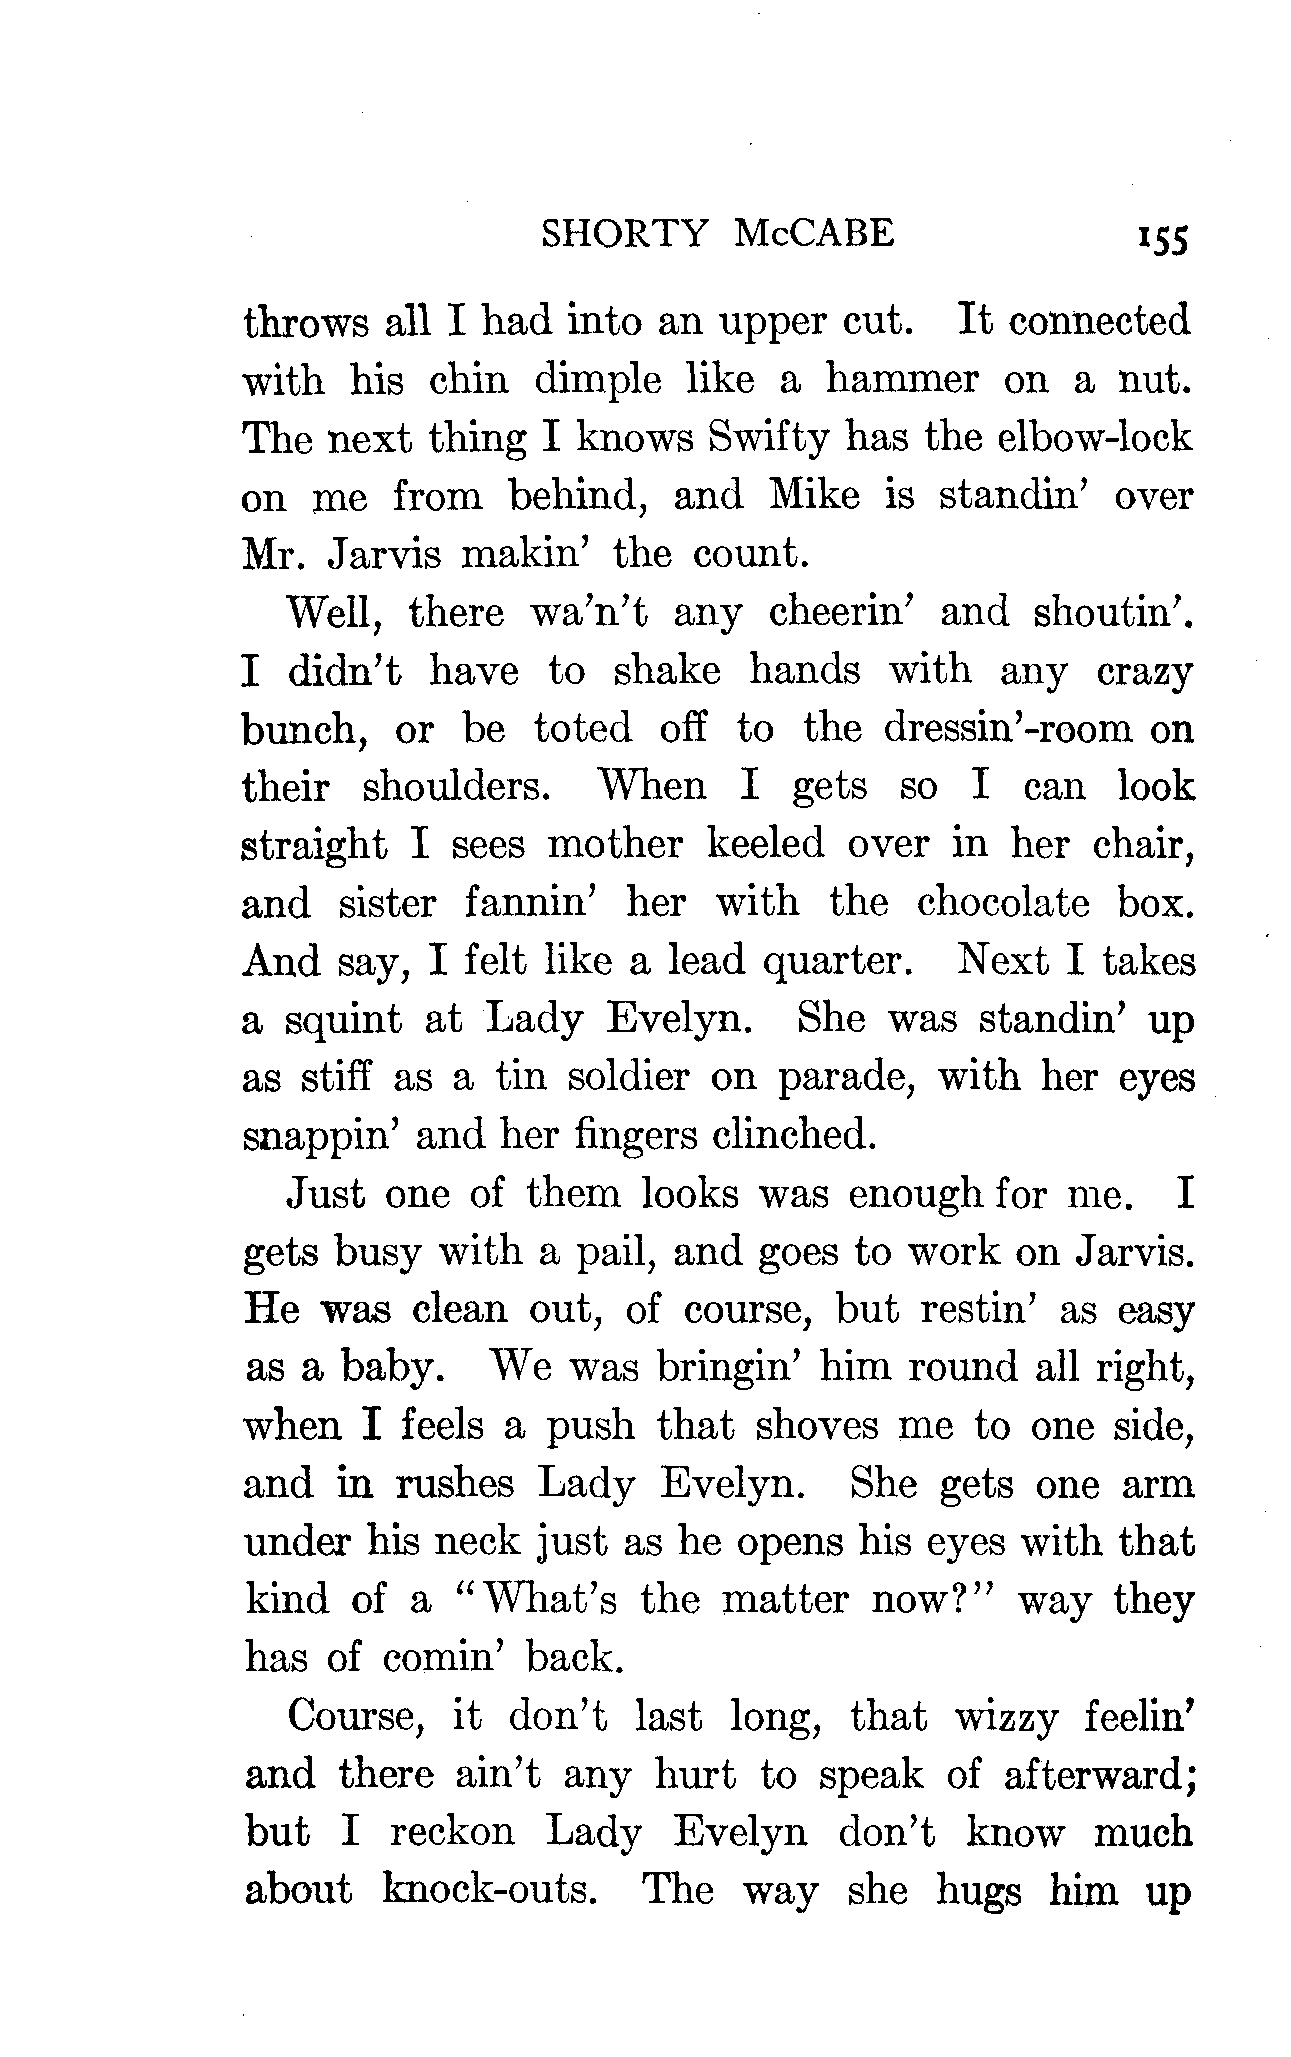 SHORTY McCABE 155
throws all I had into an upper cut. It connected
with his chin dimple like a hammer on a nut.
The next thing I knows Swifty has the elbow-lock
on me from behind, and Mike is standin' over
Mr. Jarvis makin' the count.
Well, there wa'n't any cheerin' and shoutin'.
I didn't have to shake hands with any crazy
bunch, or be toted off to the dressin'-room on
their shoulders. When I gets so I can look
straight I sees mother keeled over in her chair,
and sister fannin' her with the chocolate box.
And say, I felt like a lead quarter. Next I takes
a squint at Lady Evelyn. She was standin' up
as stiff as a tin soldier on parade, with her eyes
snappin' and her fingers clinched.
Just one of them looks was enough for me. I
gets busy with a pail, and goes to work on Jarvis.
He was clean out, of course, but restin' as easy
as a baby. We was bringin' him round all right,
when I feels a push that shoves me to one side,
and in rushes Lady Evelyn. She gets one arm
under his neck just as he opens his eyes with that
kind of a "What's the matter now?" way they
has of comin' back.
Course, it don't last long, that wizzy feelin'
and there ain't any hurt to speak of afterward;
but I reckon Lady Evelyn don't know much
about knock-outs. The way she hugs him up